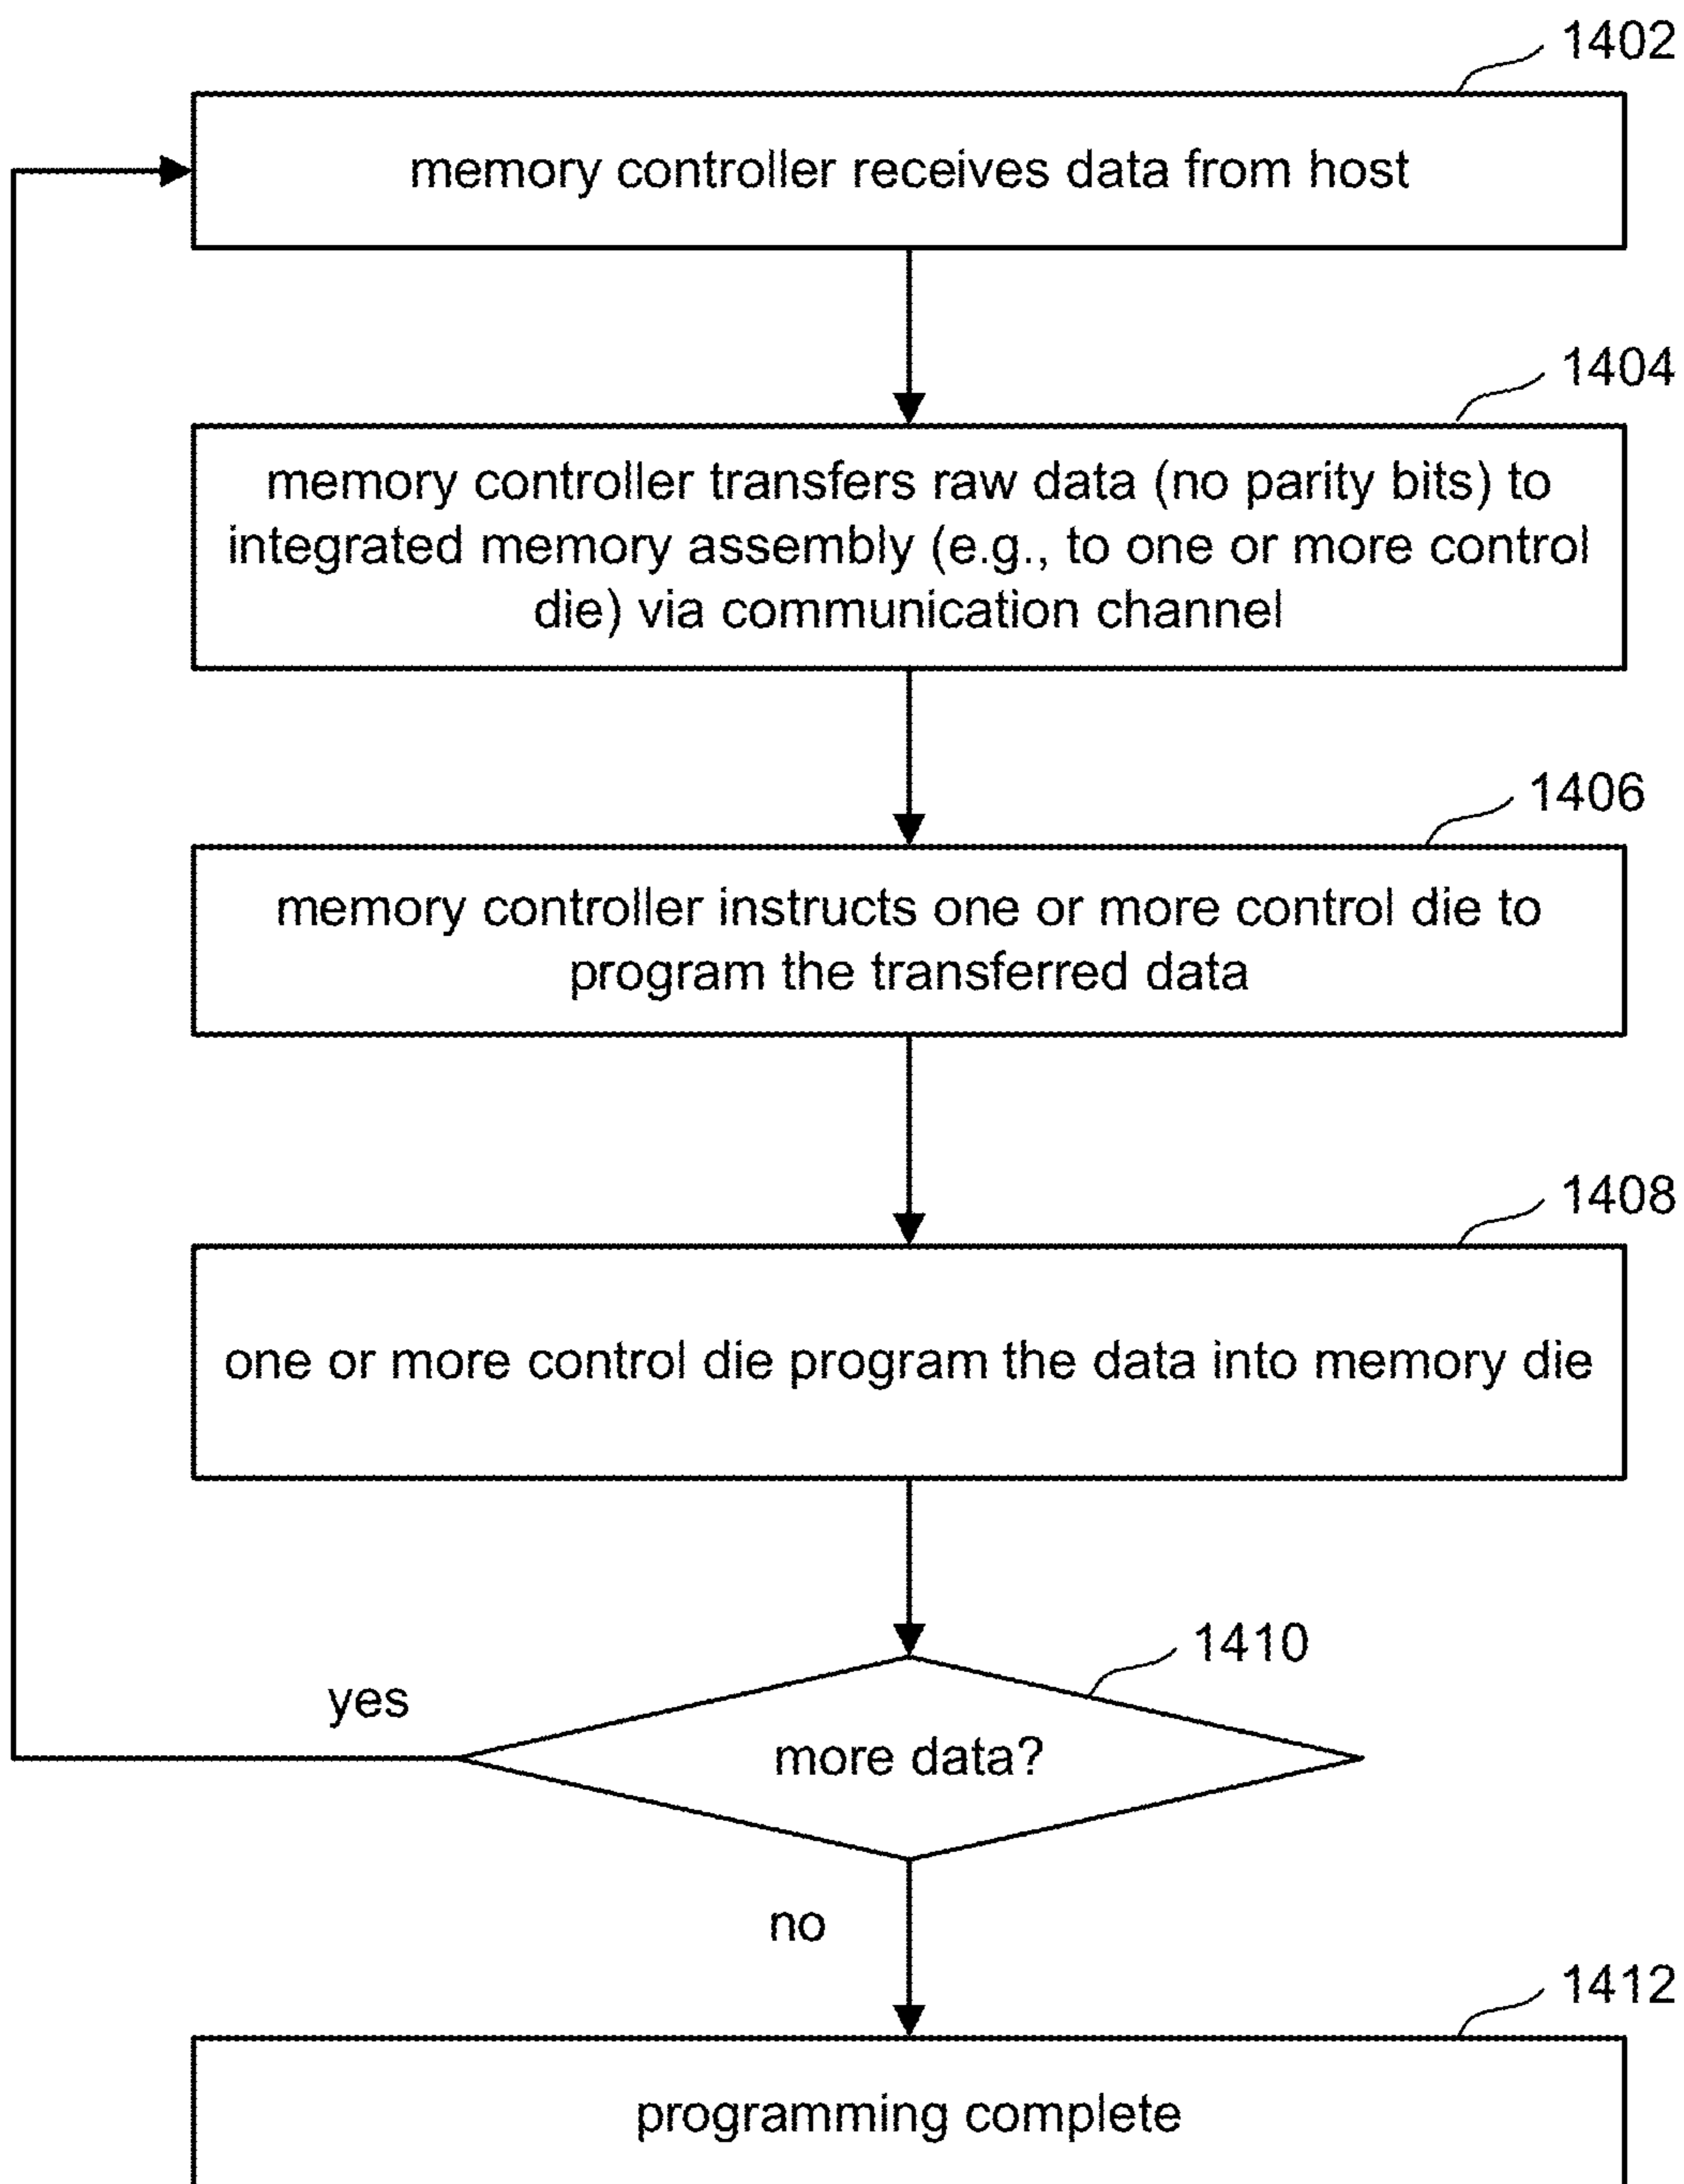 1402
memory controller receives data from host
1404
memory controller transfers raw data (no parity bits) to
integrated memory assembly (e.g., to one or more control
die) via communication channel
1406
memory controller instructs one or more control die to
program the transferred data
1408
one or more control die program the data into memory die
1410
yes
more data?
no
1412
programming complete